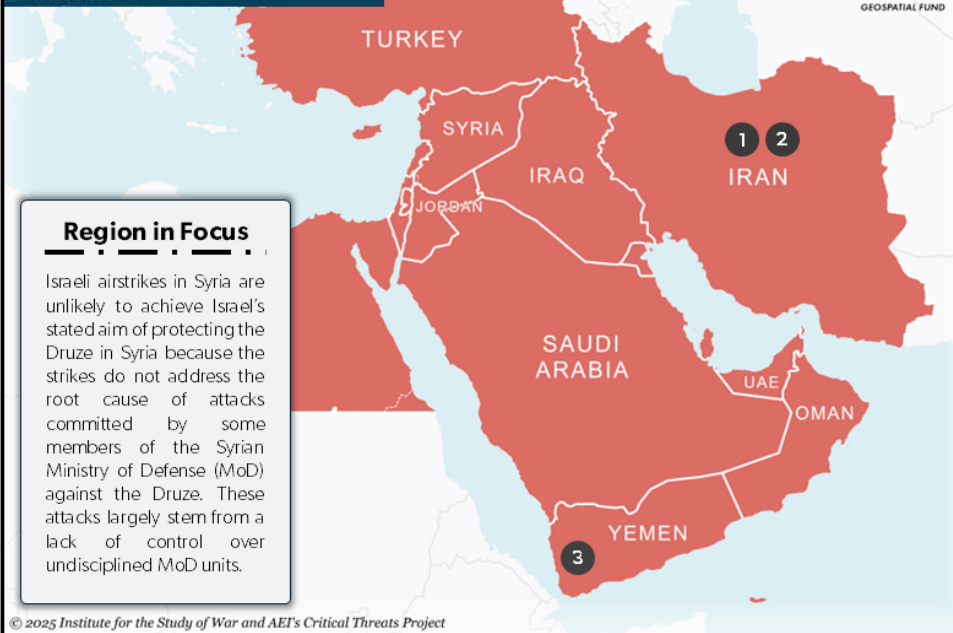 GEOSPATIAL FUND
TURKEY
SYRIA
IRAQ
1 2
IRAN
JORDAN
Region in Focus
Israeli airstrikes in Syria are
unlikely to achieve Israel's
stated aim of protecting the
Druze in Syria because the
strikes do not address the
root cause of attacks
committed by some
members of the Syrian
Ministry of Defense (MoD)
against the Druze. These
attacks largely stem from a
lack of control over
undisciplined MoD units.
SAUDI
ARABIA
UAE
OMAN
YEMEN
3
© 2025 Institute for the Study of War and AEI's Critical Threats Project